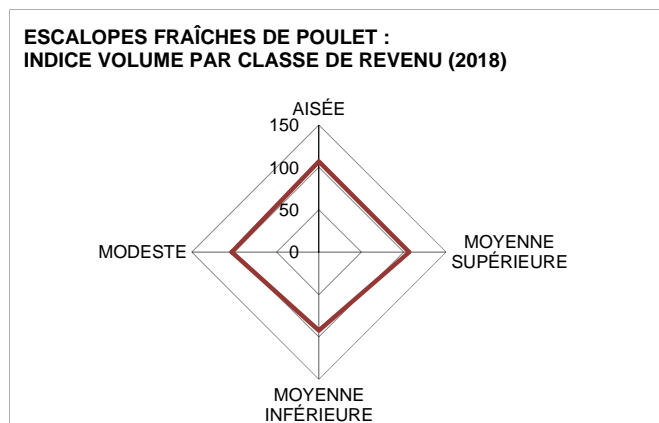 ESCALOPES FRAÎCHES DE POULET :
INDICE VOLUME PAR CLASSE DE REVENU (2018)
AISÉE
150
100
50
0
MODESTE
MOYENNE
SUPÉRIEURE
MOYENNE
INFÉRIEURE